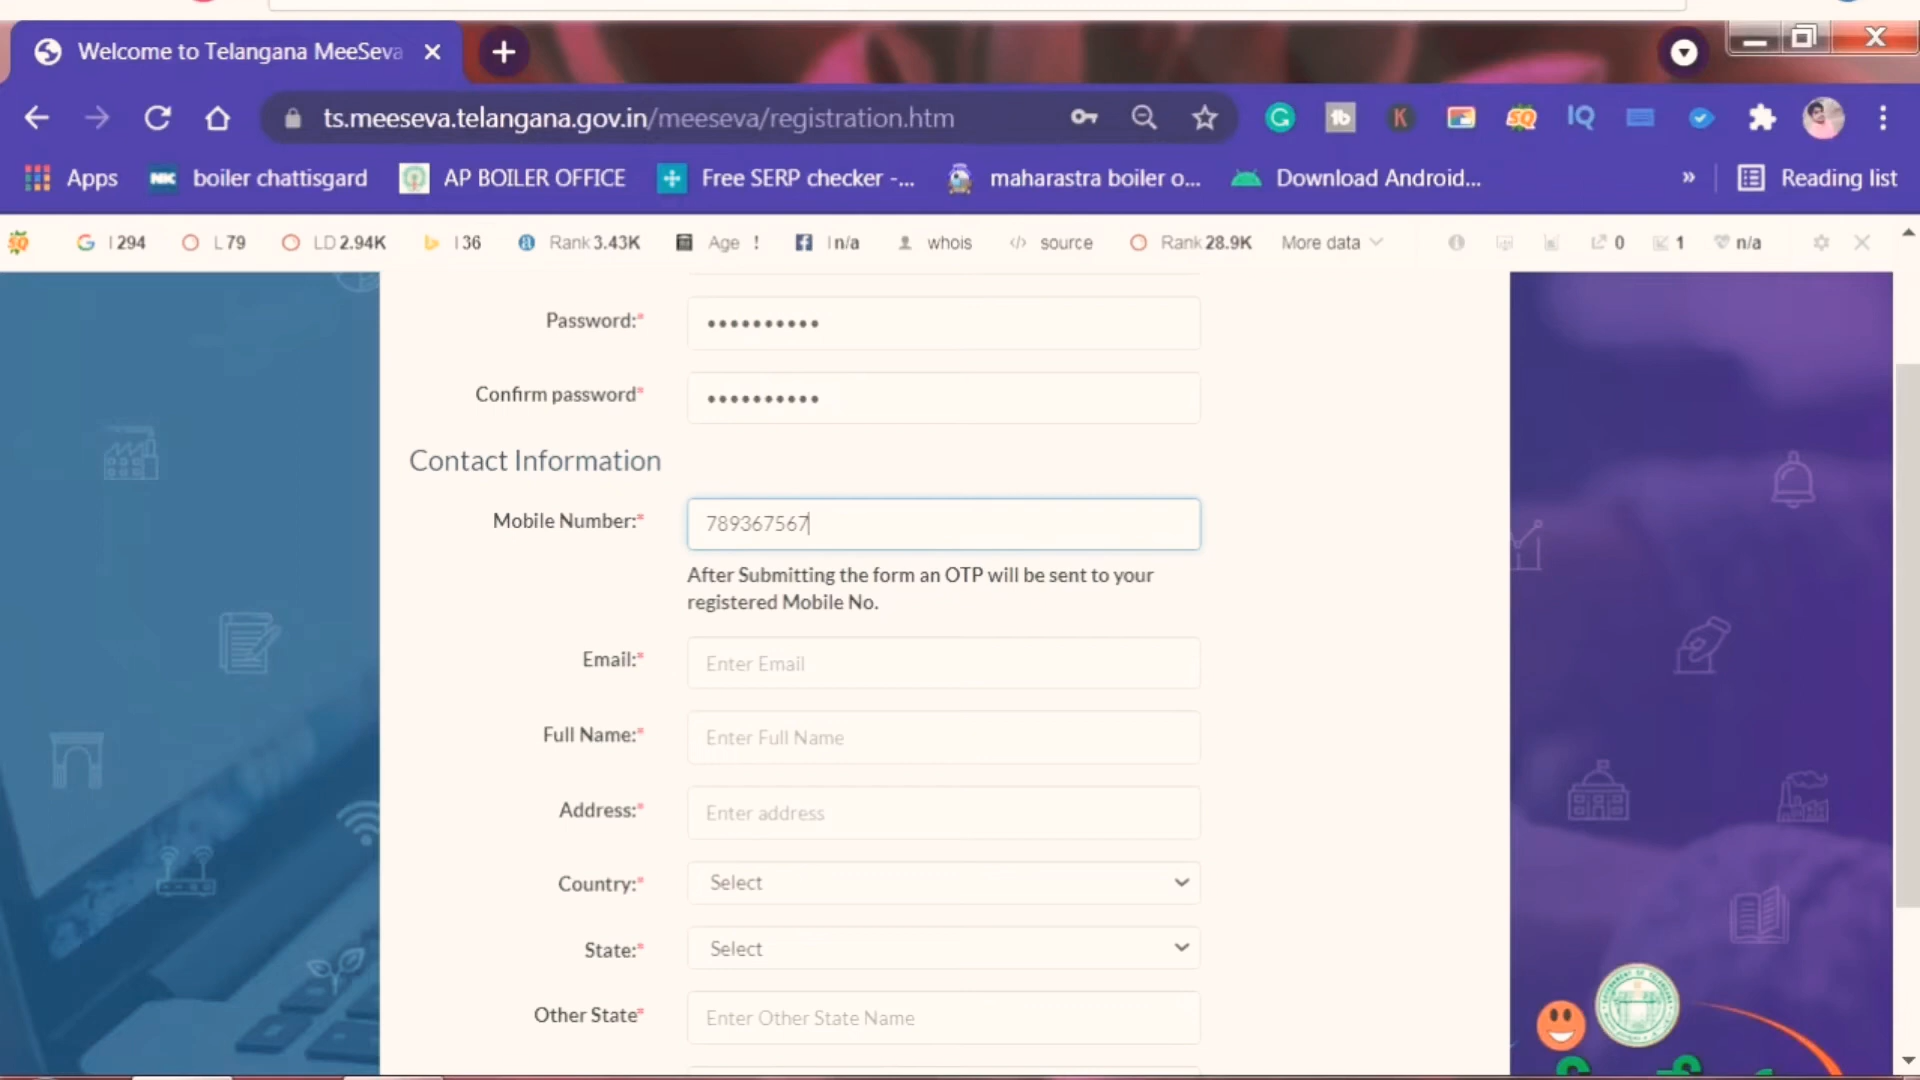 Welcome to Telangana MeeSeva
ts.meeseva.telangana.gov.in/meeseva/registration.htm
Apps
NIC boiler chattisgard
AP BOILER OFFICE
Free SERP checker -...
maharastra boiler o...
Download Android...
»
Reading list
I 294
L 79
LD 2.94K
I 36
Rank 3.43K
Age !
I n/a
whois
source
Rank 28.9K
More data
0
1
n/a
Password:*
Confirm password*
Contact Information
Mobile Number:*
789367567
After Submitting the form an OTP will be sent to your
registered Mobile No.
Email:*
Enter Email
Full Name:*
Enter Full Name
Address:*
Enter address
Country:*
Select
State:*
Select
Other State*
Enter Other State Name